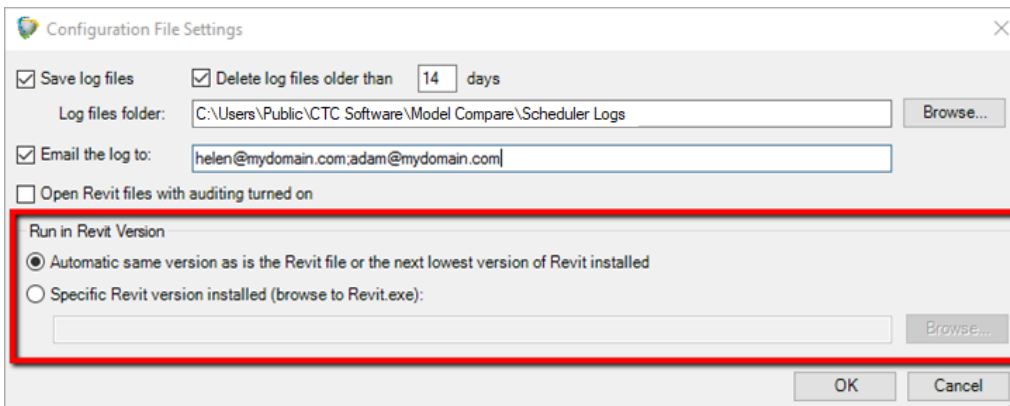 Configuration File Settings
Save log files Delete log files older than 14 days
Log files folder: C:\Users\Public\CTC Software\Model Compare\Scheduler Logs Browse...
Email the log to: helen@mydomain.com;adam@mydomain.com
Open Revit files with auditing turned on
Run in Revit Version
Automatic same version as is the Revit file or the next lowest version of Revit installed
Specific Revit version installed (browse to Revit.exe):
Browse...
OK Cancel